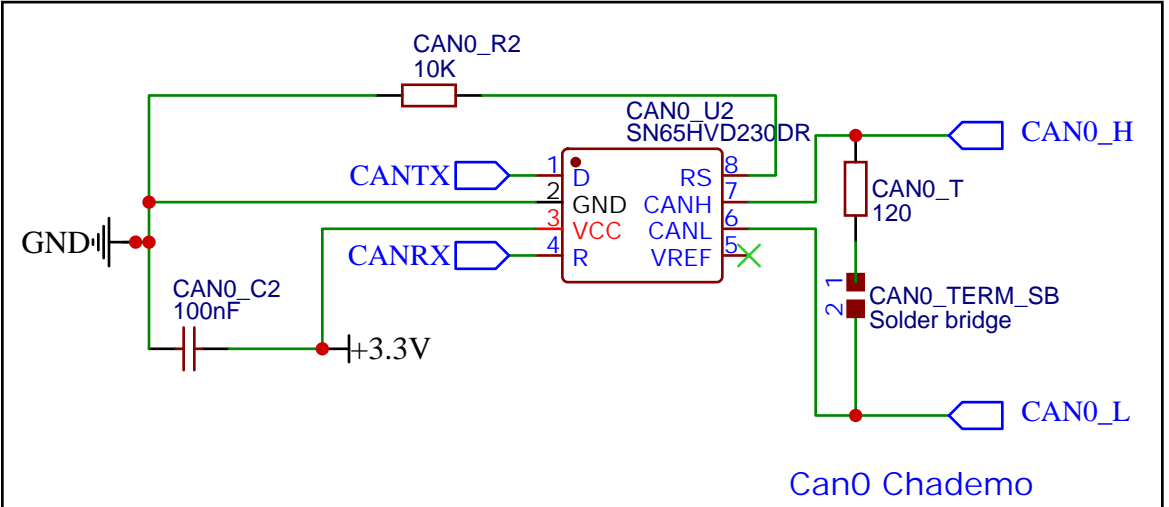 CAN0_R2
10K
CAN0_U2
SN65HVD230DR
CAN0_H
CANTX
1
D
RS
8
2
GND
CANH
7
CAN0_T
120
3
VCC
CANL
6
GND
CANRX
4
R
VREF
5
CAN0_C2
100nF
+3.3V
1
2
CAN0_TERM_SB
Solder bridge
CAN0_L
Can0 Chademo